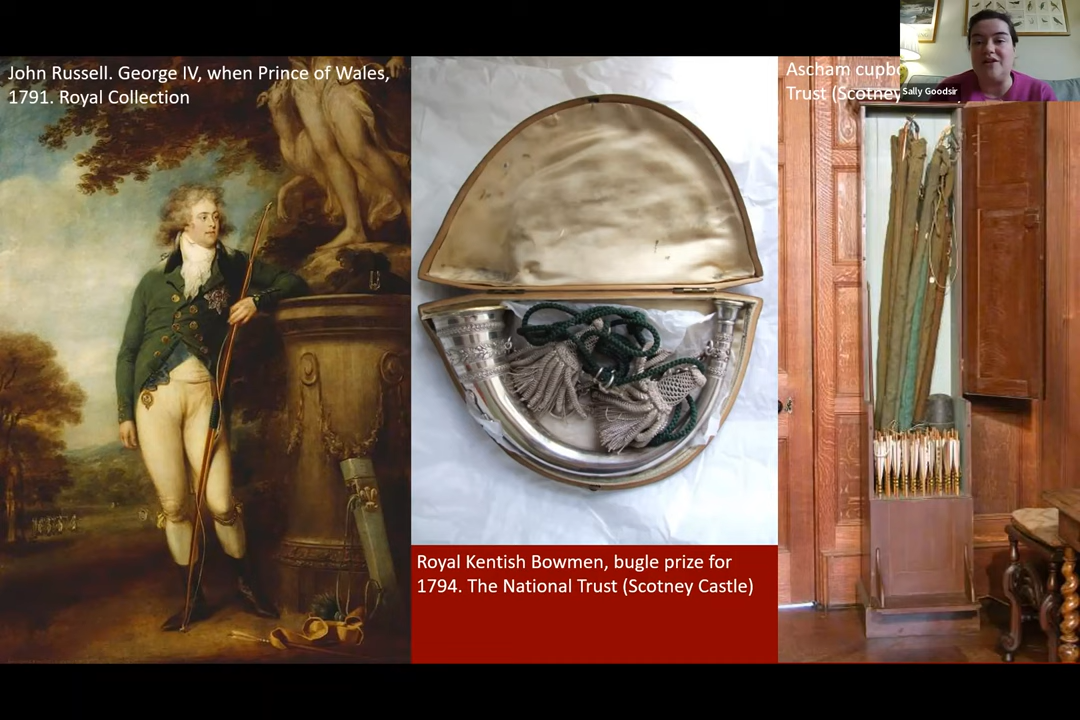 John Russell. George IV, when Prince of Wales,
1791. Royal Collection
Royal Kentish Bowmen, bugle prize for
1794. The National Trust (Scotney Castle)
Ascham
Trust (Scotney
Sally Goodsir